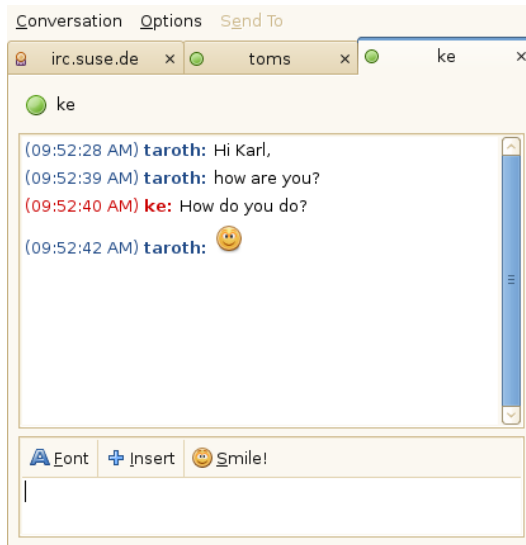 Conversation Options Send To
irc.suse.de toms ke
ke
(09:52:28 AM) taroth: Hi Karl,
(09:52:39 AM) taroth: how are you?
(09:52:40 AM) ke: How do you do?
(09:52:42 AM) taroth:
Font Insert Smile!